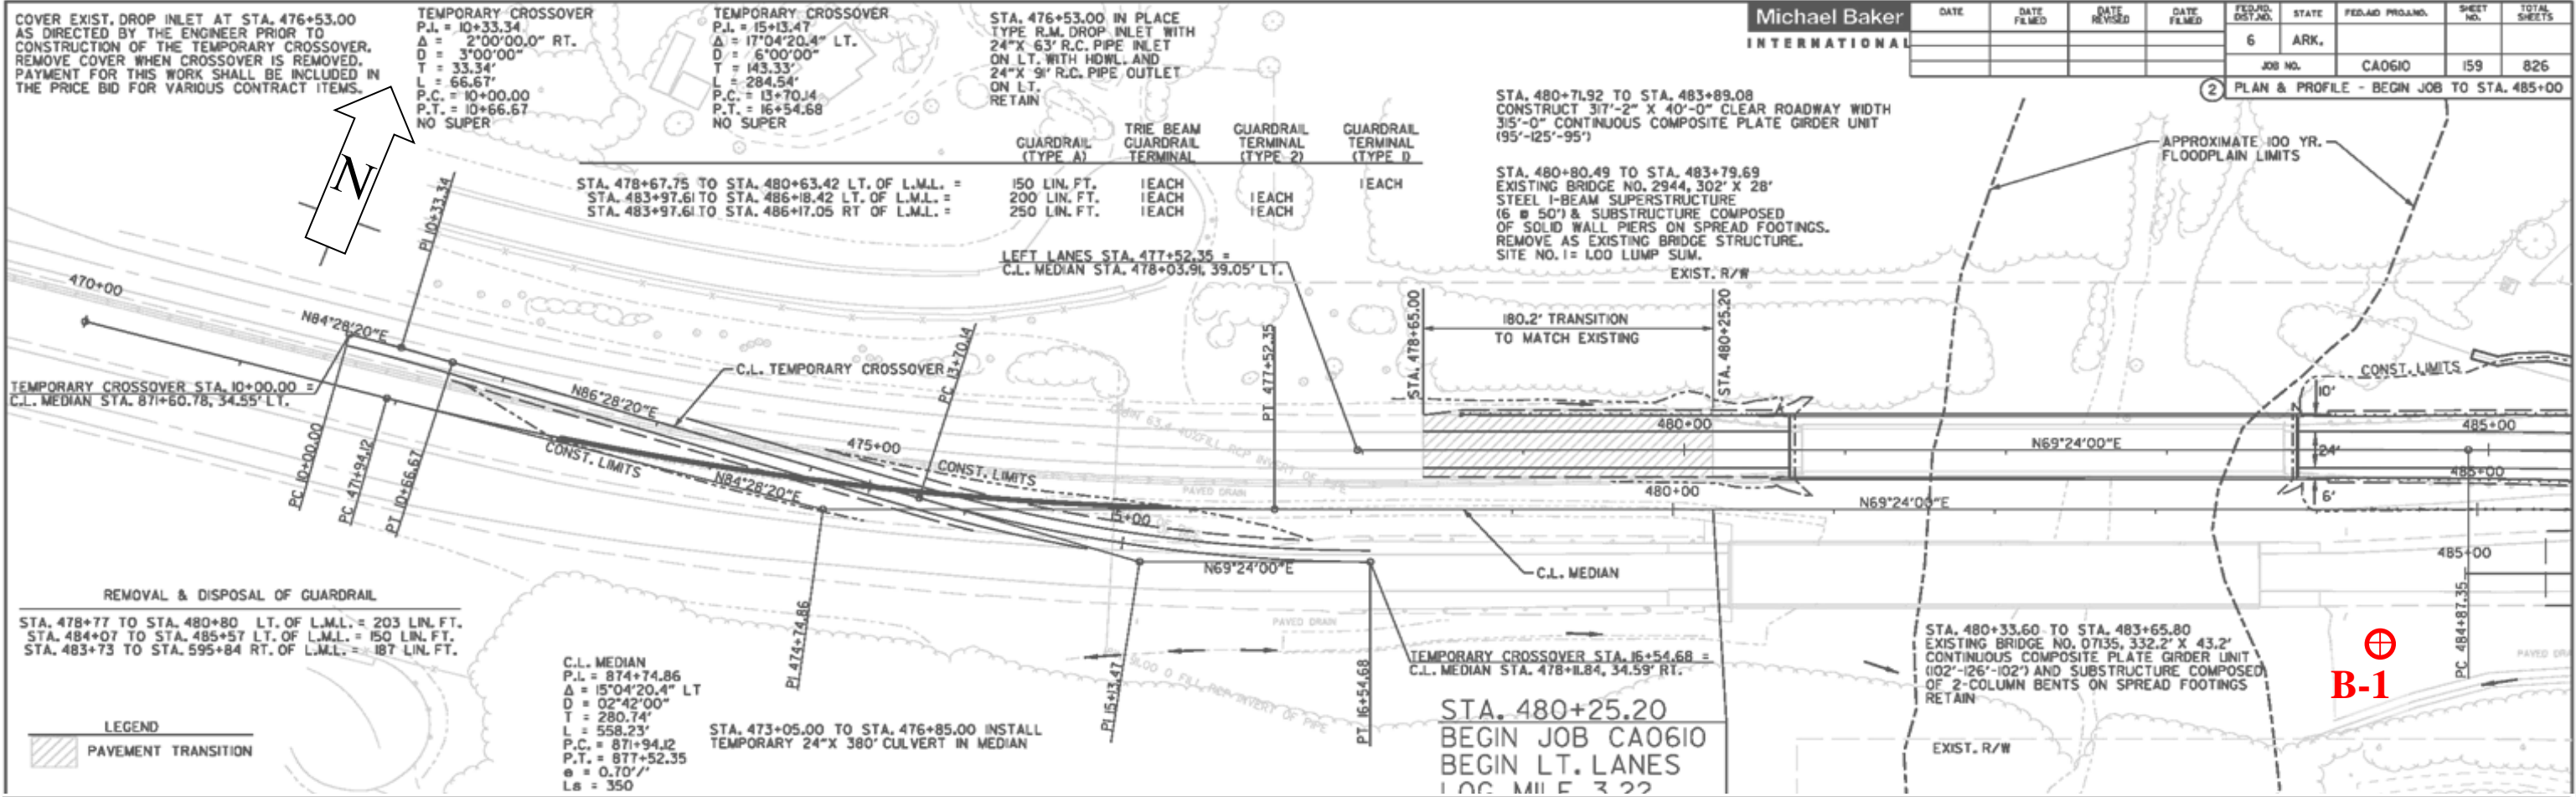 COVER EXIST. DROP INLET AT STA. 476+53.00
AS DIRECTED BY THE ENGINEER PRIOR TO
CONSTRUCTION OF THE TEMPORARY CROSSOVER.
REMOVE COVER WHEN CROSSOVER IS REMOVED.
PAYMENT FOR THIS WORK SHALL BE INCLUDED IN
THE PRICE BID FOR VARIOUS CONTRACT ITEMS.
TEMPORARY CROSSOVER
P.I. = 10+33.34
Δ = 2°00'00.0" RT.
D = 3°00'00"
T = 33.34'
L = 66.67'
P.C. = 10+00.00
P.T. = 10+66.67
NO SUPER
TEMPORARY CROSSOVER
P.I. = 15+13.47
Δ = 17°04'20.4" LT.
D = 6°00'00"
T = 143.33'
L = 284.54'
P.C. = 13+70.14
P.T. = 16+54.68
NO SUPER
STA. 476+53.00 IN PLACE
TYPE R.M. DROP INLET WITH
24"X 63' R.C. PIPE INLET
ON LT. WITH HDWL. AND
24"X 91' R.C. PIPE OUTLET
ON LT.
RETAIN
Michael Baker
INTERNATIONAL
DATE
DATE FILMED
DATE REVISED
DATE FILMED
FED.RD. DIST.NO.
STATE
FED.AID PROJ.NO.
SHEET NO.
TOTAL SHEETS
6 ARK.
JOB NO. CA0610 159 826
2 PLAN & PROFILE - BEGIN JOB TO STA. 485+00
N
GUARDRAIL (TYPE A)
TRIE BEAM GUARDRAIL TERMINAL
GUARDRAIL TERMINAL (TYPE 2)
GUARDRAIL TERMINAL (TYPE 1)
STA. 478+67.75 TO STA. 480+63.42 LT. OF L.M.L. = 150 LIN. FT. 1 EACH 1 EACH
STA. 483+97.61 TO STA. 486+18.42 LT. OF L.M.L. = 200 LIN. FT. 1 EACH 1 EACH
STA. 483+97.61 TO STA. 486+17.05 RT OF L.M.L. = 250 LIN. FT. 1 EACH 1 EACH
STA. 480+71.92 TO STA. 483+89.08
CONSTRUCT 317'-2" X 40'-0" CLEAR ROADWAY WIDTH
315'-0" CONTINUOUS COMPOSITE PLATE GIRDER UNIT
(95'-125'-95')
STA. 480+80.49 TO STA. 483+79.69
EXISTING BRIDGE NO. 2944, 302' X 28'
STEEL I-BEAM SUPERSTRUCTURE
(6 @ 50') & SUBSTRUCTURE COMPOSED
OF SOLID WALL PIERS ON SPREAD FOOTINGS.
REMOVE AS EXISTING BRIDGE STRUCTURE.
SITE NO. 1 = 1.00 LUMP SUM.
EXIST. R/W
APPROXIMATE 100 YR.
FLOODPLAIN LIMITS
LEFT LANES STA. 477+52.35 =
C.L. MEDIAN STA. 478+03.91, 39.05' LT.
PI 10+33.34
470+00
N84°28'20"E
TEMPORARY CROSSOVER STA. 10+00.00 =
C.L. MEDIAN STA. 871+60.78, 34.55' LT.
PC 10+00.00
PC 471+94.12
PT 10+66.67
N86°28'20"E
C.L. TEMPORARY CROSSOVER
PC 13+70.14
475+00
CONST. LIMITS
CONST. LIMITS
N84°28'20"E
PT 477+52.35
STA. 478+65.00
180.2' TRANSITION
TO MATCH EXISTING
STA. 480+25.20
PAVED DRAIN
480+00
480+00
N69°24'00"E
N69°24'00"E
CONST. LIMITS
10'
24'
6'
485+00
485+00
485+00
15+00
N69°24'00"E
C.L. MEDIAN
PAVED DRAIN
PI 474+74.86
PI 15+13.47
PT 16+54.68
PC 484+87.35
TEMPORARY CROSSOVER STA. 16+54.68 =
C.L. MEDIAN STA. 478+11.84, 34.59' RT.
REMOVAL & DISPOSAL OF GUARDRAIL
STA. 478+77 TO STA. 480+80 LT. OF L.M.L. = 203 LIN. FT.
STA. 484+07 TO STA. 485+57 LT. OF L.M.L. = 150 LIN. FT.
STA. 483+73 TO STA. 595+84 RT. OF L.M.L. = 187 LIN. FT.
LEGEND
PAVEMENT TRANSITION
C.L. MEDIAN
P.I. = 874+74.86
Δ = 15°04'20.4" LT
D = 02°42'00"
T = 280.74'
L = 558.23'
P.C. = 871+94.12
P.T. = 877+52.35
e = 0.70'/'
Ls = 350
STA. 473+05.00 TO STA. 476+85.00 INSTALL
TEMPORARY 24"X 380' CULVERT IN MEDIAN
STA. 480+25.20
BEGIN JOB CA0610
BEGIN LT. LANES
LOG MILE 3.22
STA. 480+33.60 TO STA. 483+65.80
EXISTING BRIDGE NO. 07135, 332.2' X 43.2'
CONTINUOUS COMPOSITE PLATE GIRDER UNIT
(102'-126'-102') AND SUBSTRUCTURE COMPOSED
OF 2-COLUMN BENTS ON SPREAD FOOTINGS
RETAIN
EXIST. R/W
B-1